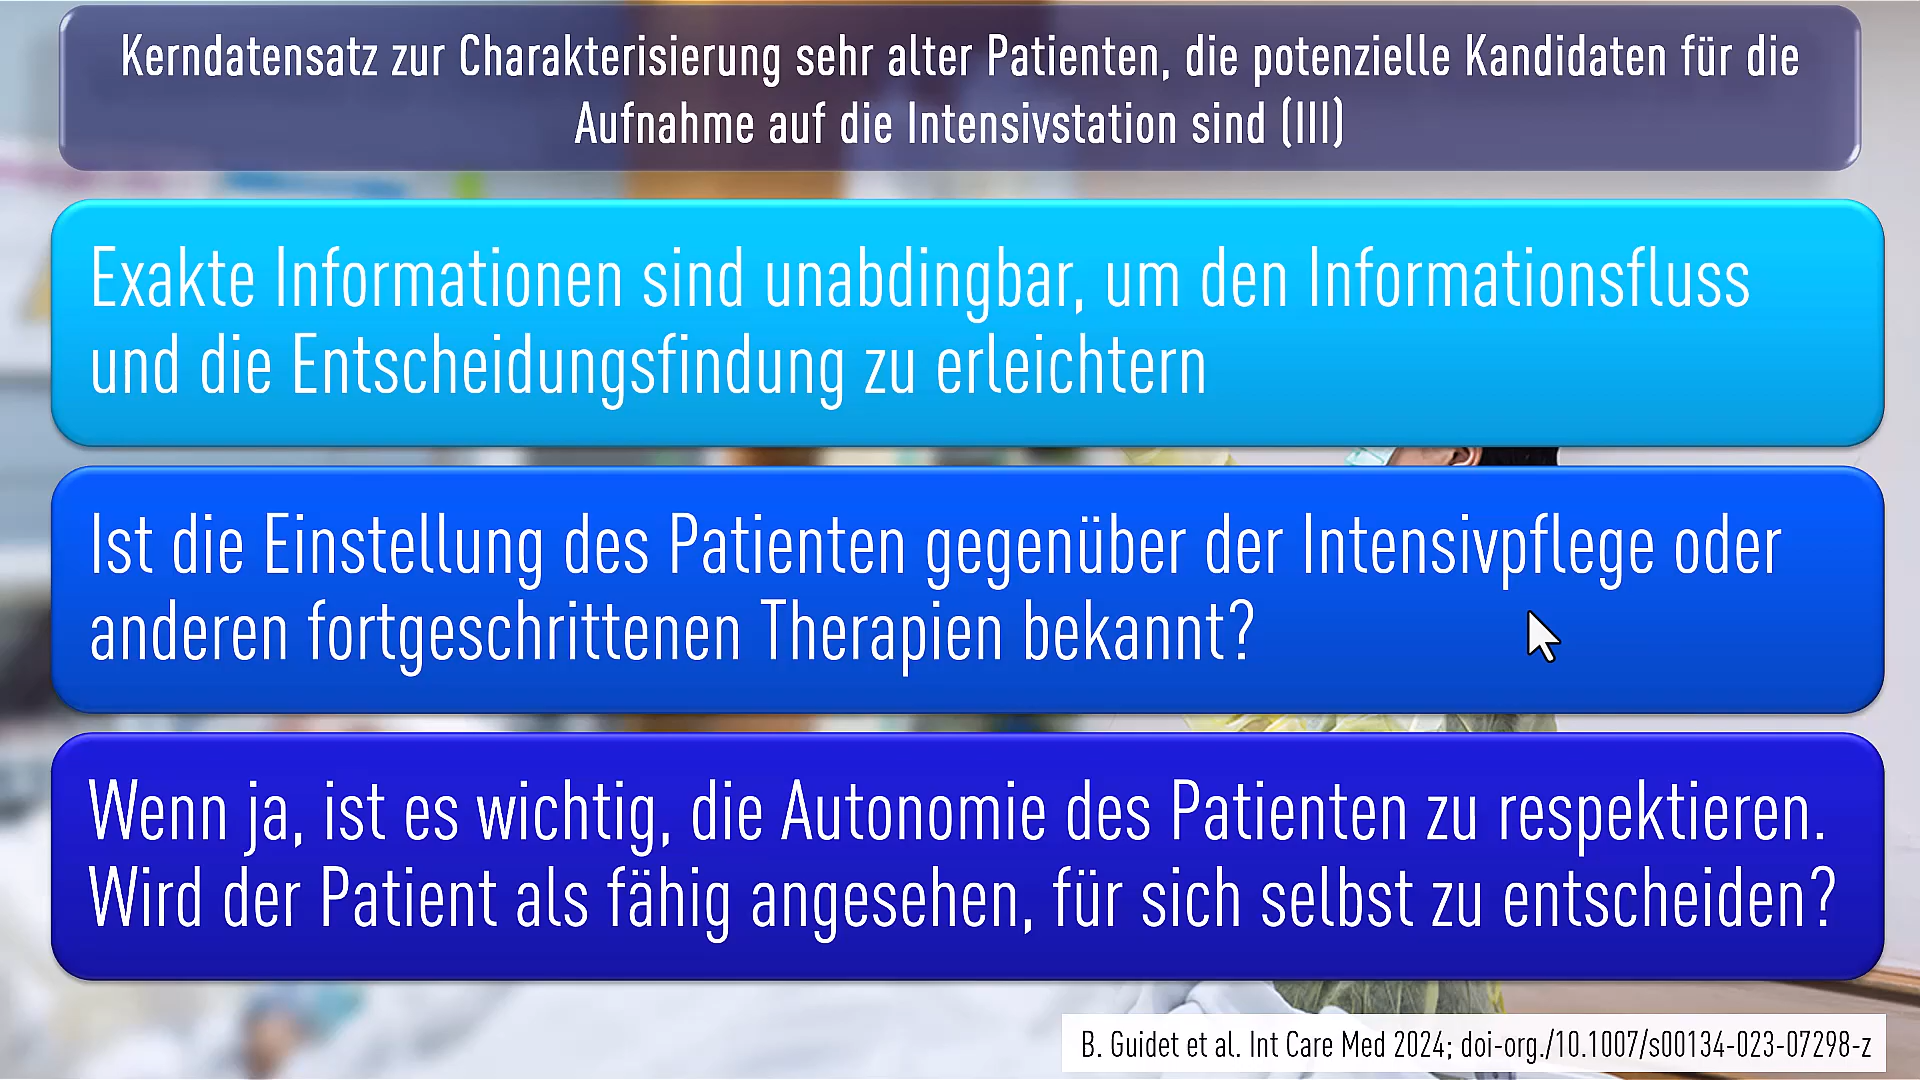 Kerndatensatz zur Charakterisierung sehr alter Patienten, die potenzielle Kandidaten für die
Aufnahme auf die Intensivstation sind (III)
Exakte Informationen sind unabdingbar, um den Informationsfluss
und die Entscheidungsfindung zu erleichtern
Ist die Einstellung des Patienten gegenüber der Intensivpflege oder
anderen fortgeschrittenen Therapien bekannt?
Wenn ja, ist es wichtig, die Autonomie des Patienten zu respektieren.
Wird der Patient als fähig angesehen, für sich selbst zu entscheiden?
B. Guidet et al. Int Care Med 2024; doi-org./10.1007/s00134-023-07298-z